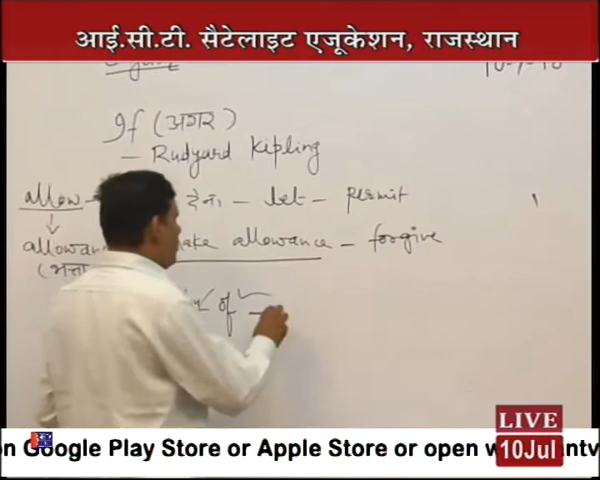 आई.सी.टी. सैटेलाइट एजूकेशन, राजस्थान
If (अगर)
- Rudyard Kipling
allow देना - let - permit
allowan make allowance - forgive
(भत्ता
of
LIVE
10Jul
on Google Play Store or Apple Store or open